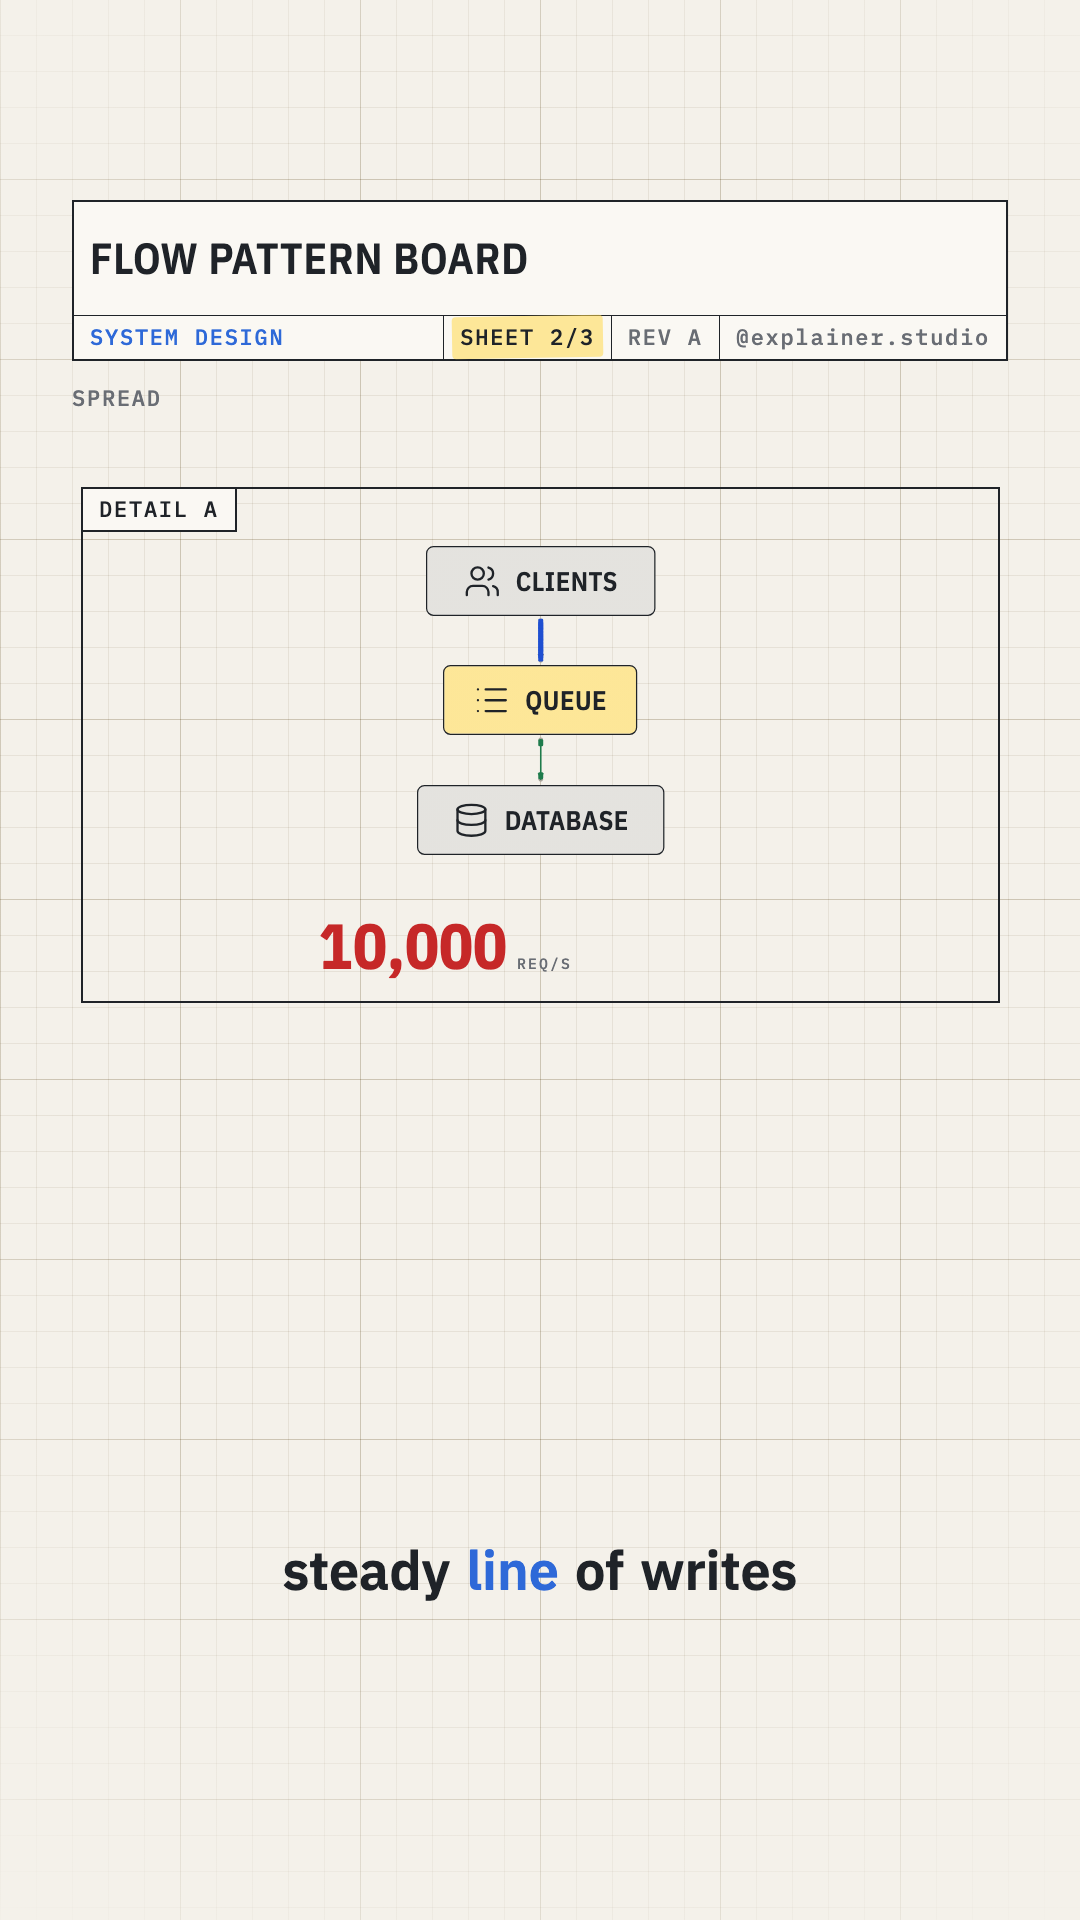 FLOW PATTERN BOARD
SYSTEM DESIGN
SHEET 2/3
REV A
@explainer.studio
SPREAD
DETAIL A
CLIENTS
QUEUE
DATABASE
10,000 REQ/S
steady line of writes